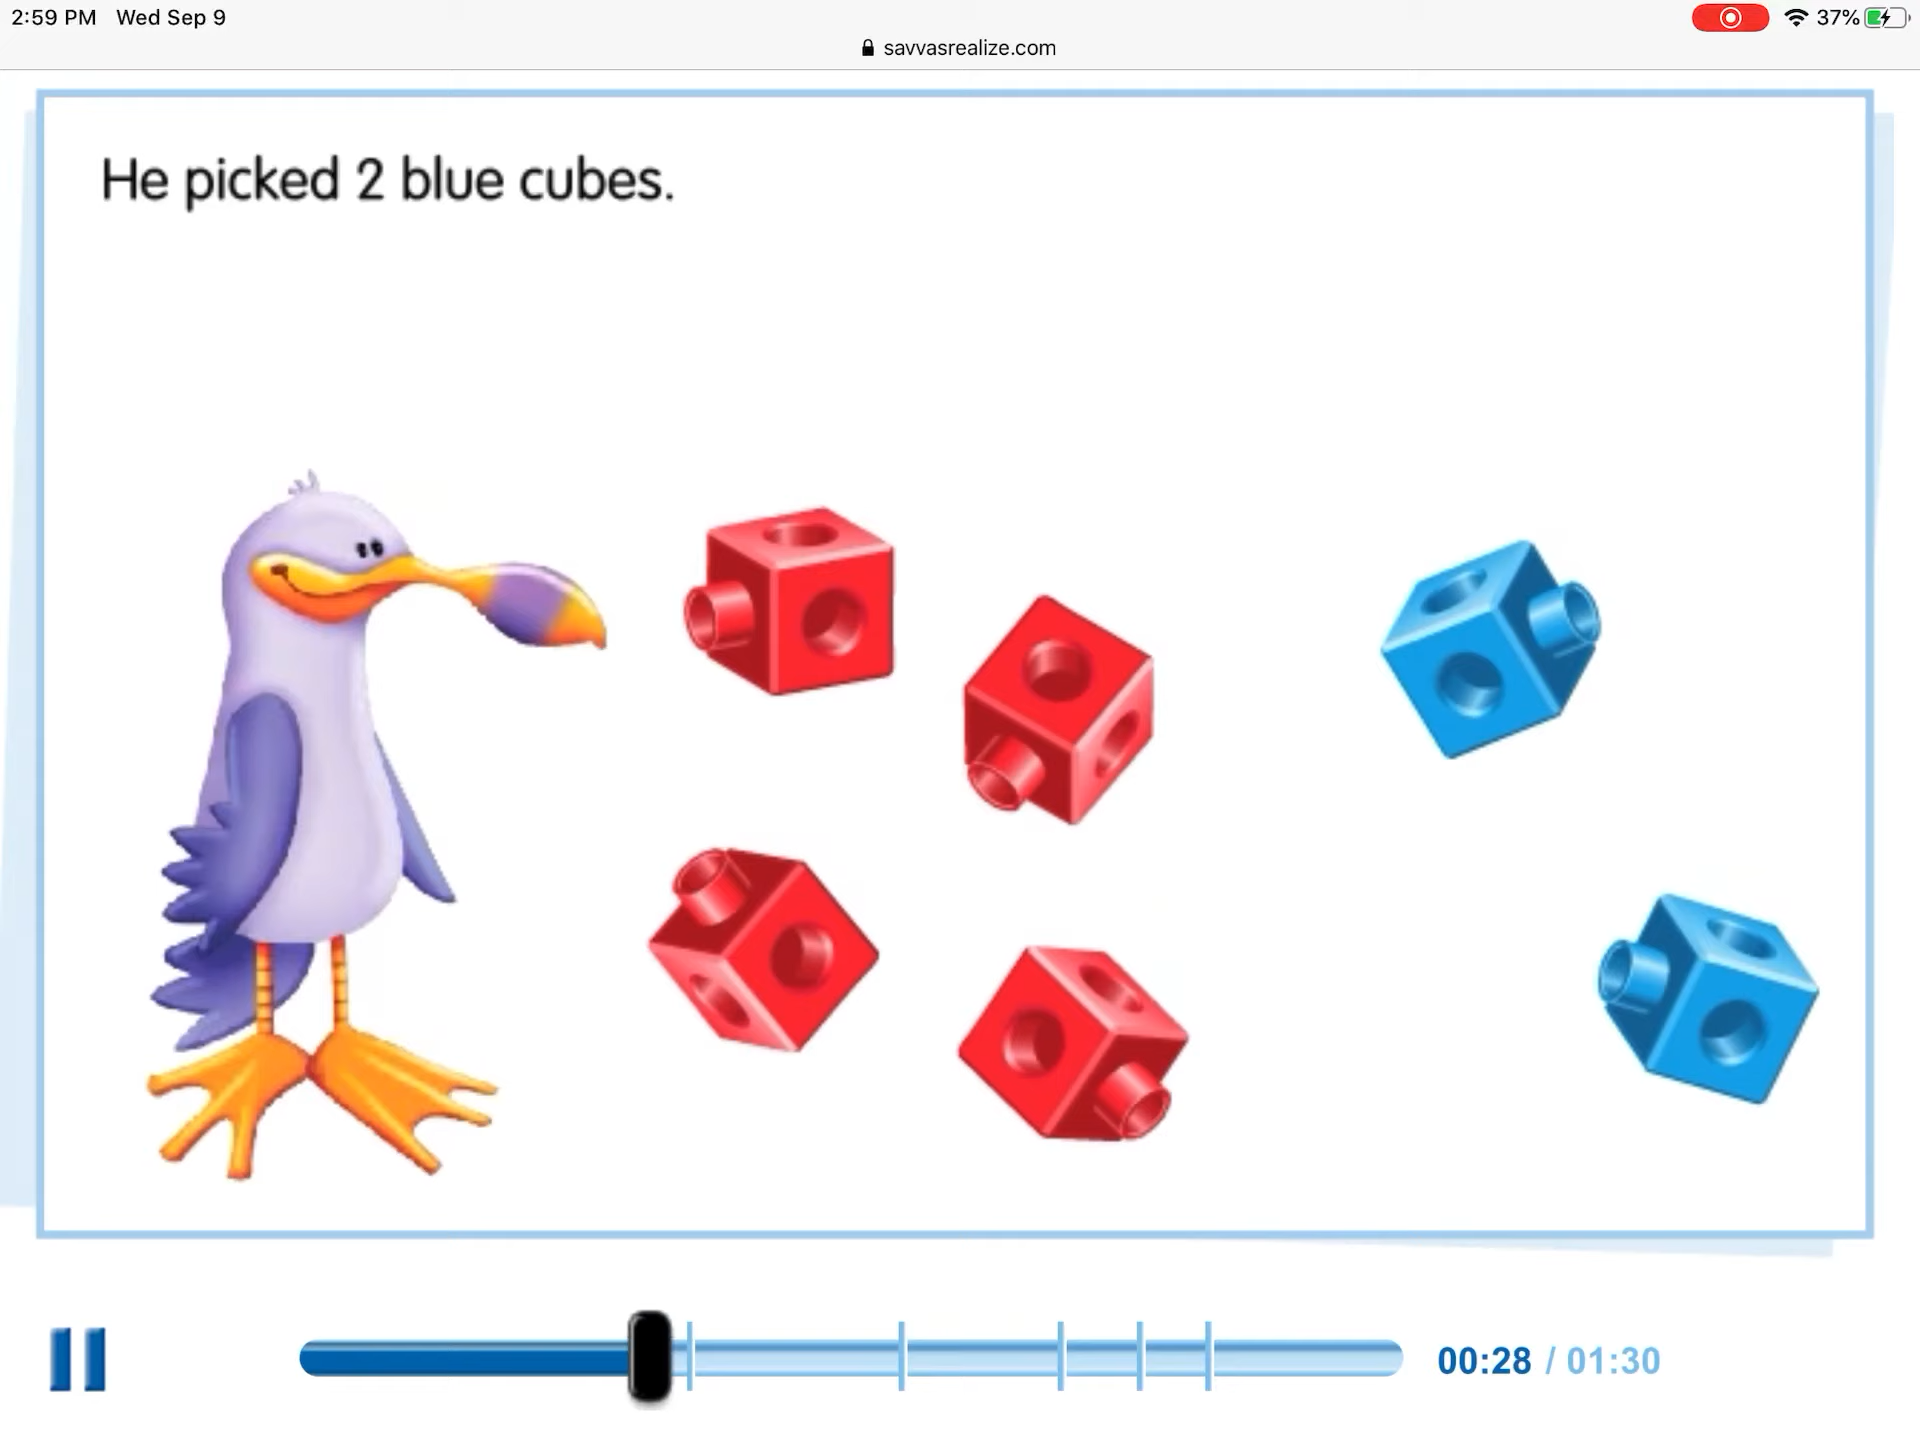 2:59 PM Wed Sep 9
37%
savvasrealize.com
He picked 2 blue cubes.
00:28 / 01:30